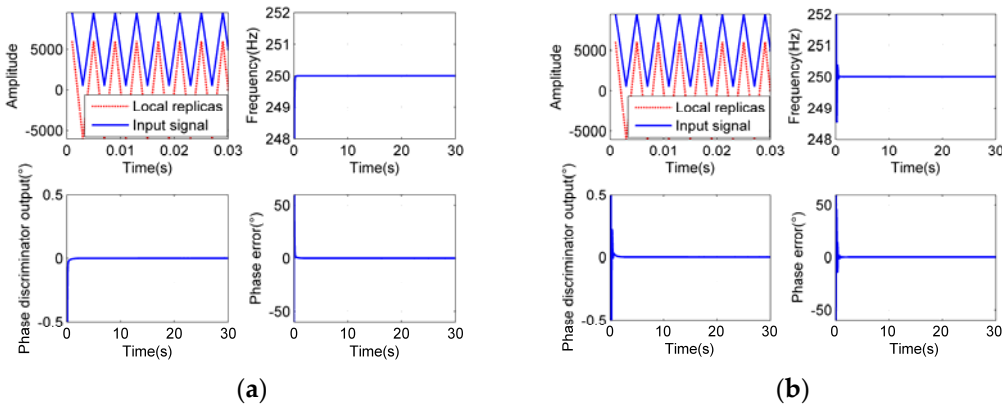 Amplitude
5000
0
-5000
Local replicas
Input signal
0 0.01 0.02 0.03
Time(s)
Frequency(Hz)
252
251
250
249
248
0 10 20 30
Time(s)
Phase discriminator output(°)
0.5
0
-0.5
0 10 20 30
Time(s)
Phase error(°)
50
0
-50
0 10 20 30
Time(s)
(a)
Amplitude
5000
0
-5000
Local replicas
Input signal
0 0.01 0.02 0.03
Time(s)
Frequency(Hz)
252
251
250
249
248
0 10 20 30
Time(s)
Phase discriminator output(°)
0.5
0
-0.5
0 10 20 30
Time(s)
Phase error(°)
50
0
-50
0 10 20 30
Time(s)
(b)